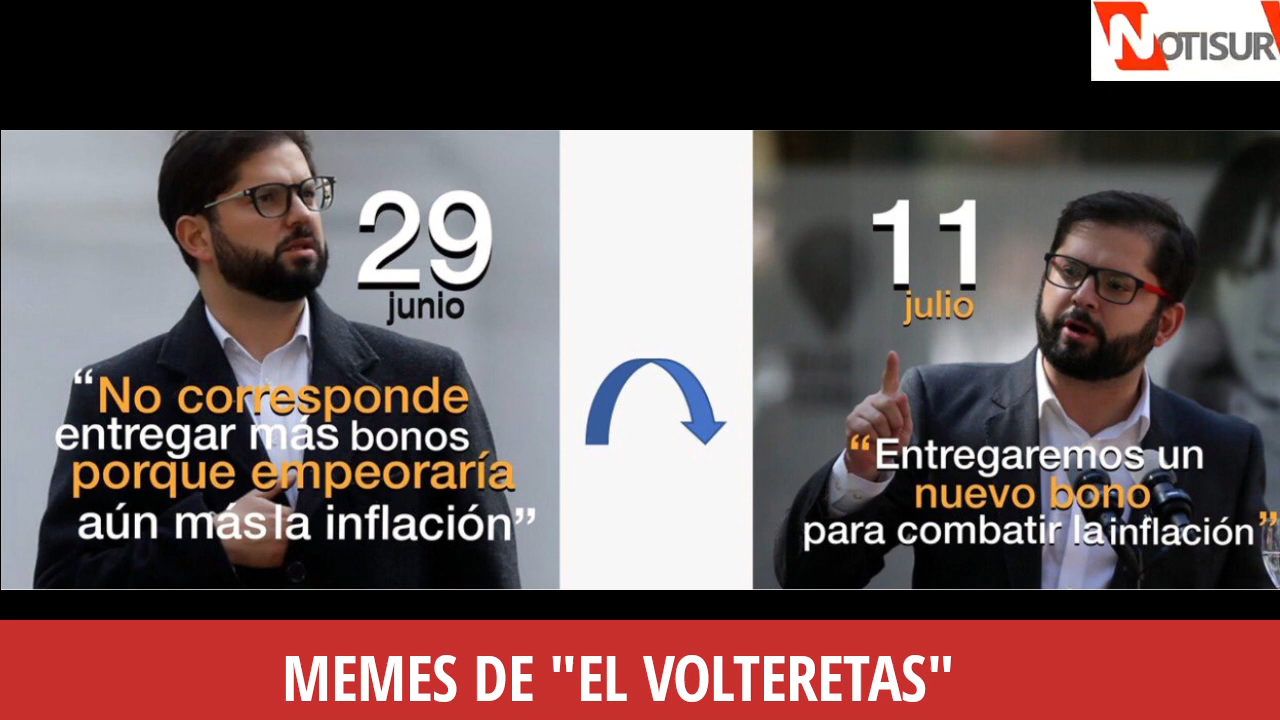 NOTISUR
29
junio
“No corresponde
entregar más bonos
porque empeoraría
aún más la inflación”
11
julio
“Entregaremos un
nuevo bono
para combatir la inflación”
MEMES DE "EL VOLTERETAS"